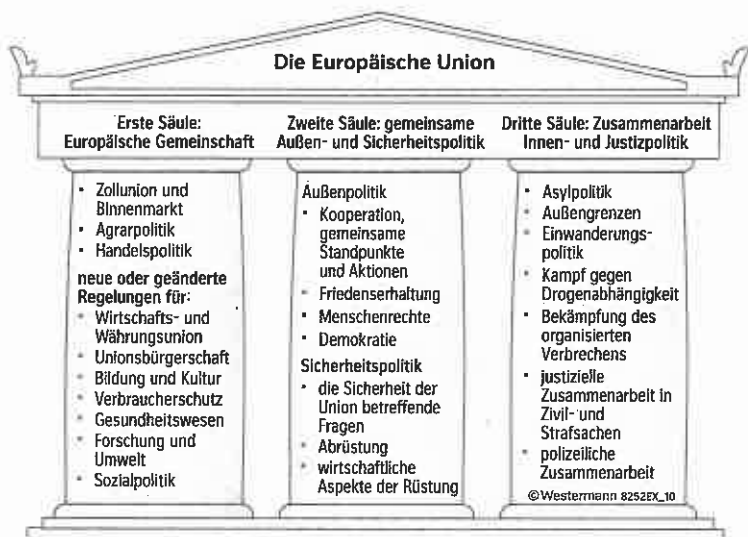 Die Europäische Union
Erste Säule:
Europäische Gemeinschaft
Zweite Säule: gemeinsame
Außen- und Sicherheitspolitik
Dritte Säule: Zusammenarbeit
Innen- und Justizpolitik
• Zollunion und
Binnenmarkt
• Agrarpolitik
• Handelspolitik
neue oder geänderte
Regelungen für:
• Wirtschafts- und
Währungsunion
• Unionsbürgerschaft
• Bildung und Kultur
• Verbraucherschutz
• Gesundheitswesen
• Forschung und
Umwelt
• Sozialpolitik
Außenpolitik
• Kooperation,
gemeinsame
Standpunkte
und Aktionen
• Friedenserhaltung
• Menschenrechte
• Demokratie
Sicherheitspolitik
• die Sicherheit der
Union betreffende
Fragen
• Abrüstung
• wirtschaftliche
Aspekte der Rüstung
• Asylpolitik
• Außengrenzen
• Einwanderungs-
politik
• Kampf gegen
Drogenabhängigkeit
• Bekämpfung des
organisierten
Verbrechens
• justizielle
Zusammenarbeit in
Zivil- und
Strafsachen
• polizeiliche
Zusammenarbeit
©Westermann 8252EX_10